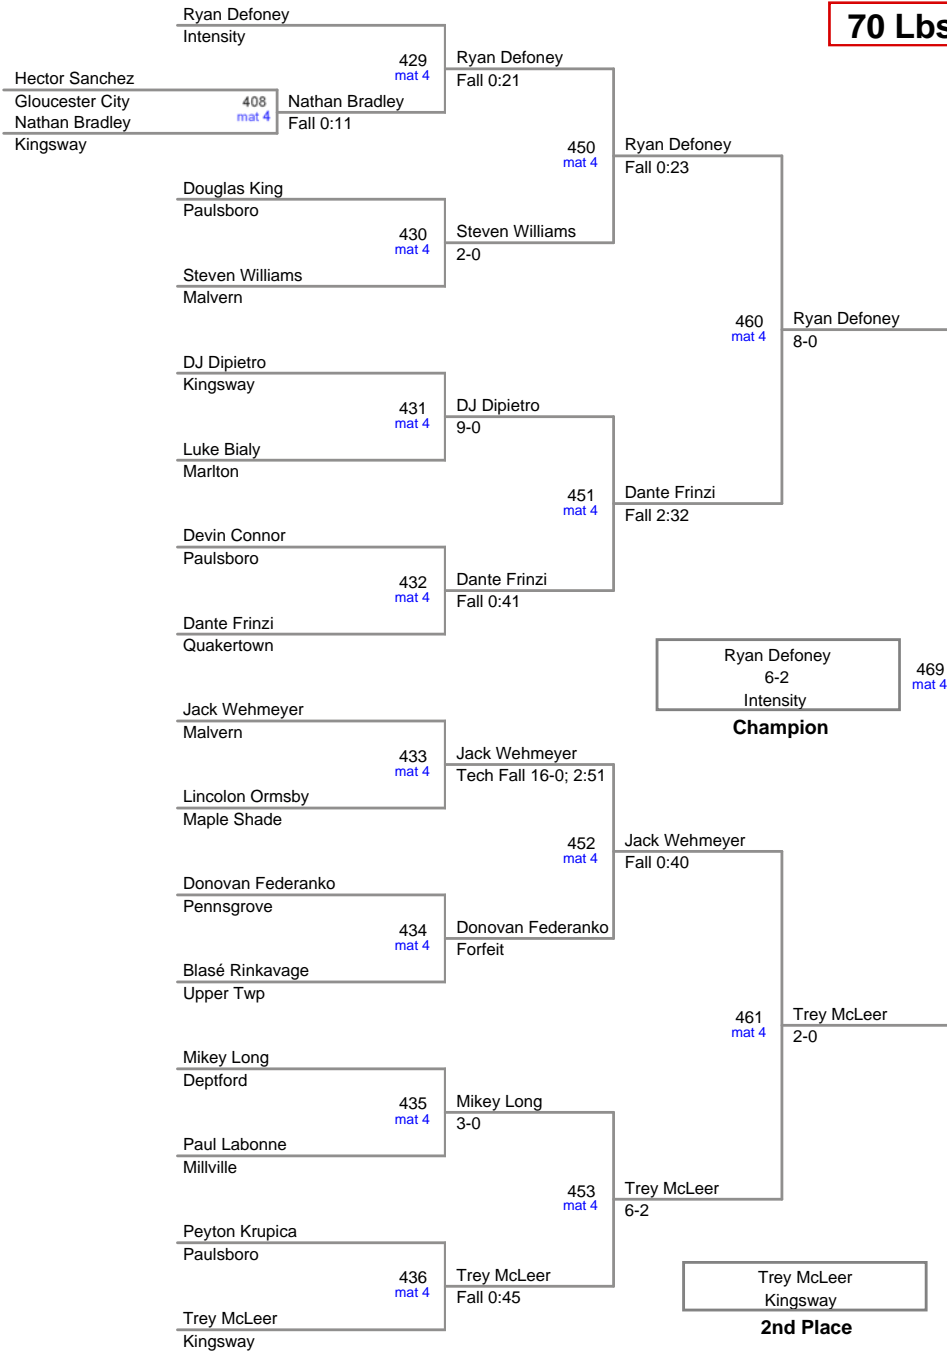 70 Lbs
Ryan Defoney
Intensity
429
mat 4
Ryan Defoney
Fall 0:21
Hector Sanchez
Gloucester City
408
mat 4
Nathan Bradley
Kingsway
Nathan Bradley
Fall 0:11
450
mat 4
Ryan Defoney
Fall 0:23
Douglas King
Paulsboro
430
mat 4
Steven Williams
2-0
Steven Williams
Malvern
460
mat 4
Ryan Defoney
8-0
DJ Dipietro
Kingsway
431
mat 4
DJ Dipietro
9-0
Luke Bialy
Marlton
451
mat 4
Dante Frinzi
Fall 2:32
Devin Connor
Paulsboro
432
mat 4
Dante Frinzi
Fall 0:41
Dante Frinzi
Quakertown
Ryan Defoney
6-2
Intensity
469
mat 4
Champion
Jack Wehmeyer
Malvern
433
mat 4
Jack Wehmeyer
Tech Fall 16-0; 2:51
Lincolon Ormsby
Maple Shade
452
mat 4
Jack Wehmeyer
Fall 0:40
Donovan Federanko
Pennsgrove
434
mat 4
Donovan Federanko
Forfeit
Blasé Rinkavage
Upper Twp
461
mat 4
Trey McLeer
2-0
Mikey Long
Deptford
435
mat 4
Mikey Long
3-0
Paul Labonne
Millville
453
mat 4
Trey McLeer
6-2
Peyton Krupica
Paulsboro
436
mat 4
Trey McLeer
Fall 0:45
Trey McLeer
Kingsway
Trey McLeer
Kingsway
2nd Place